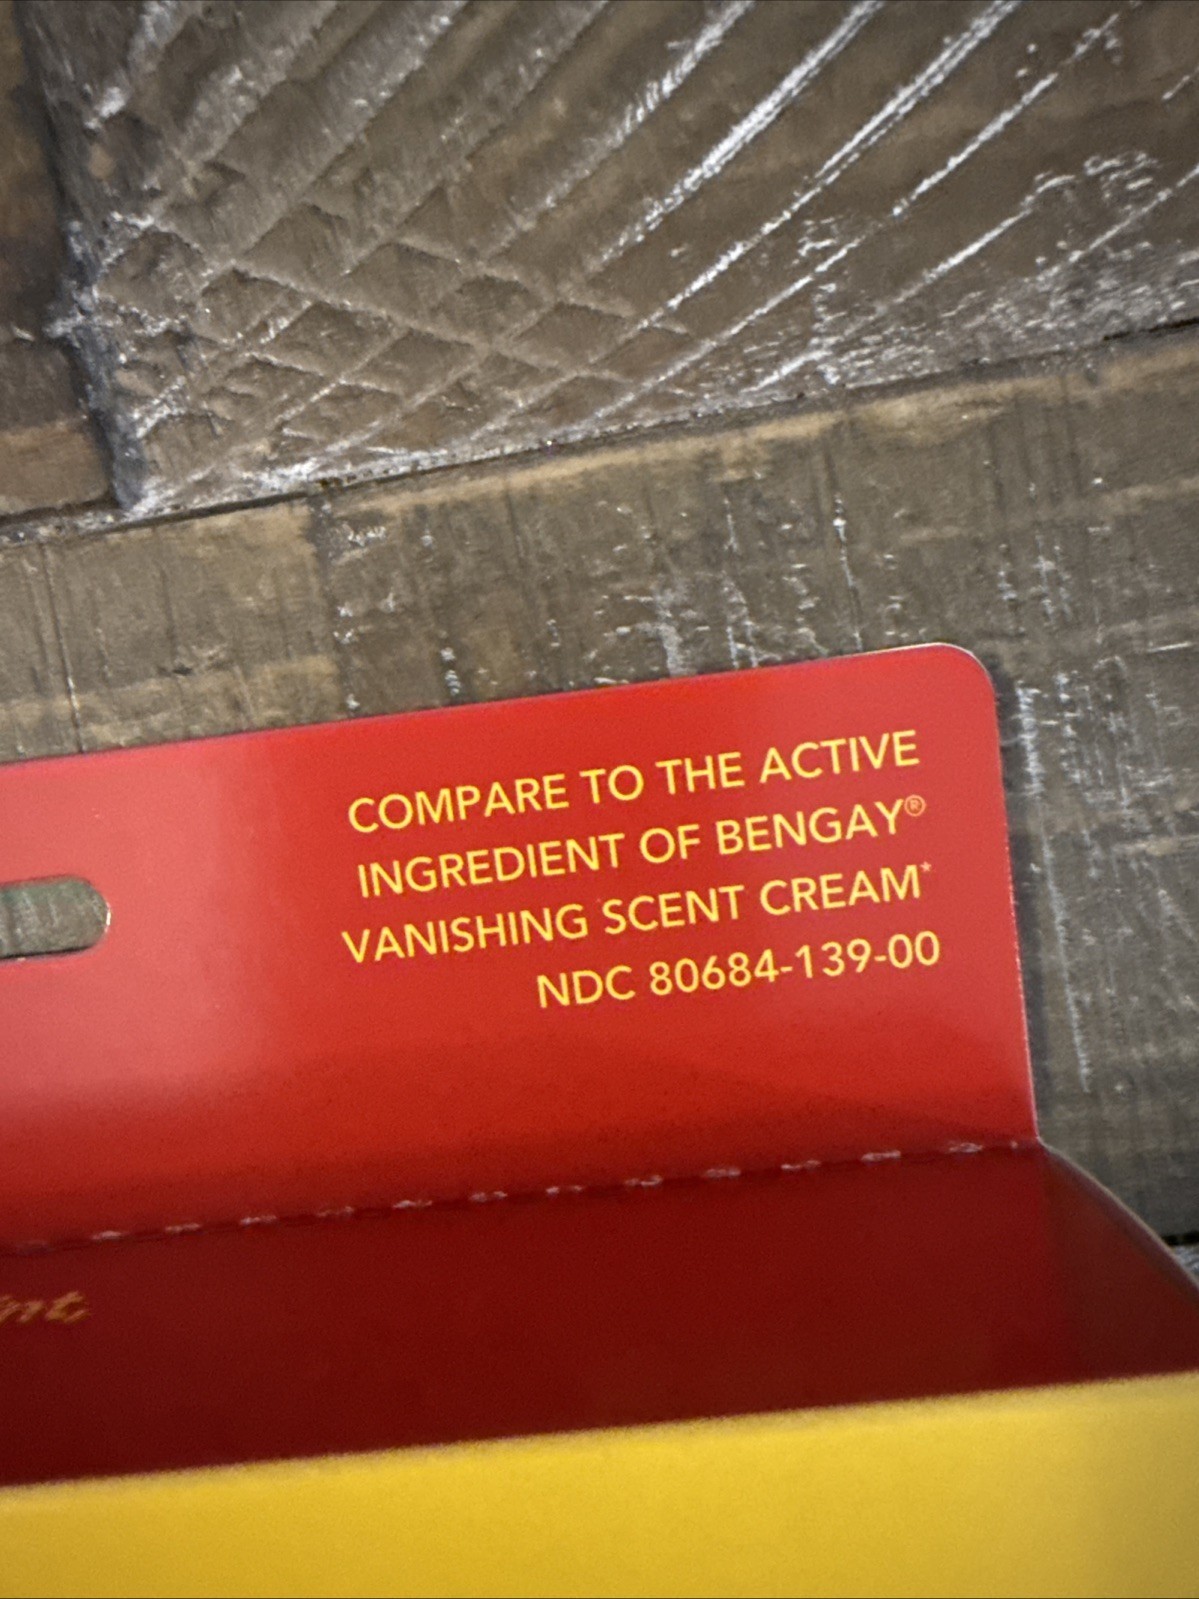 COMPARE TO THE ACTIVE
INGREDIENT OF BENGAY®
VANISHING SCENT CREAM*
NDC 80684-139-00